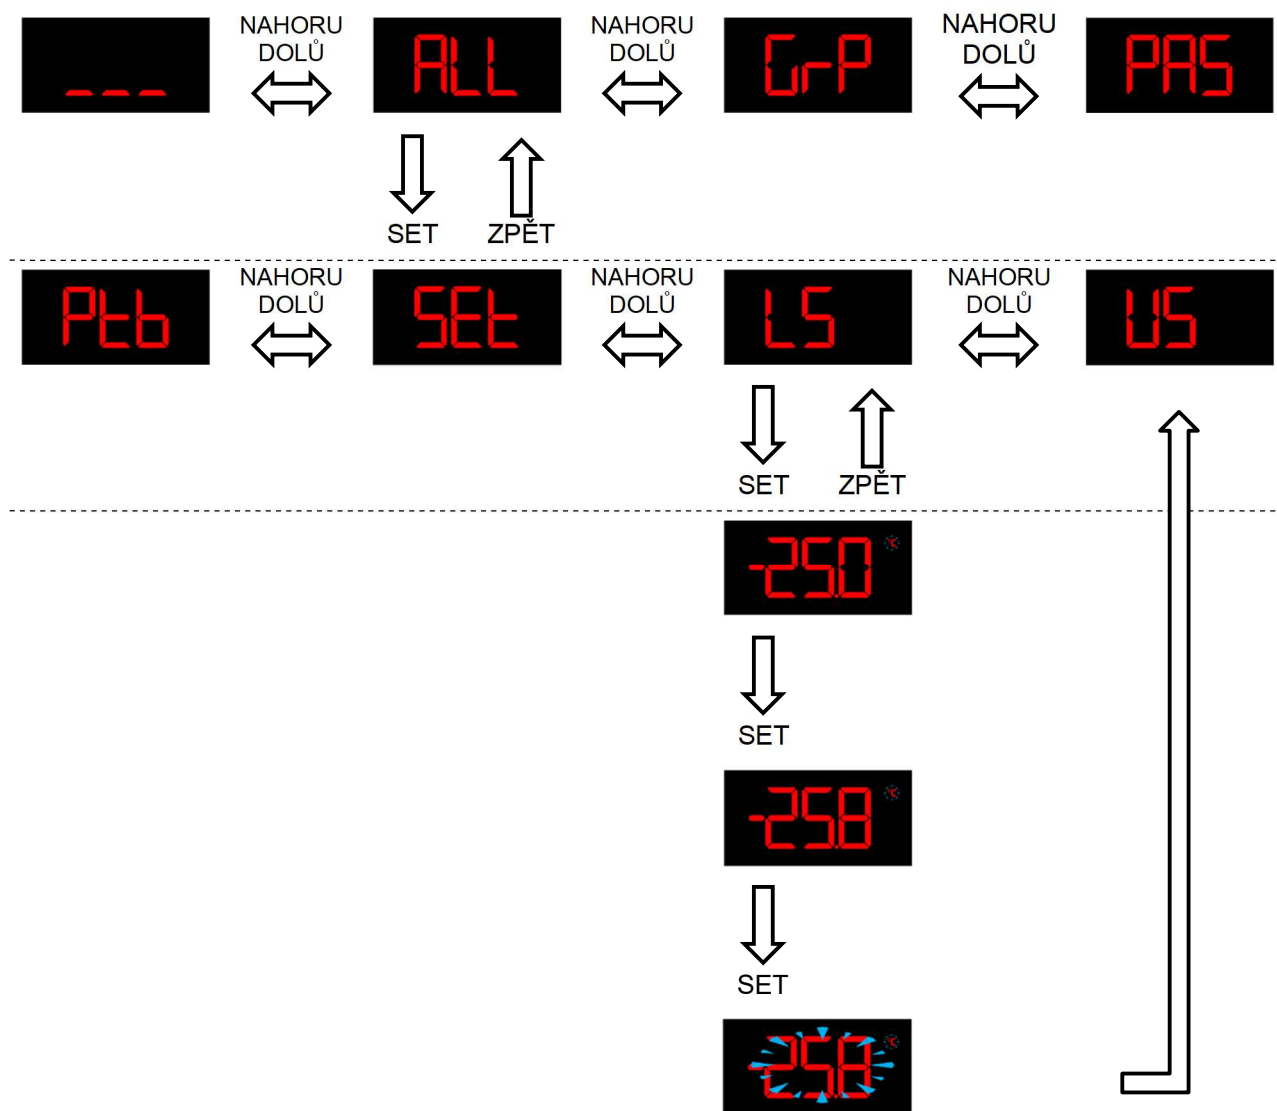 _ _ _
NAHORU
DOLŮ
ALL
NAHORU
DOLŮ
GrP
NAHORU
DOLŮ
PAS
SET
ZPĚT
Ptb
NAHORU
DOLŮ
SEt
NAHORU
DOLŮ
LS
NAHORU
DOLŮ
US
SET
ZPĚT
-25.0 °C
SET
-25.8 °C
SET
-25.8 °C